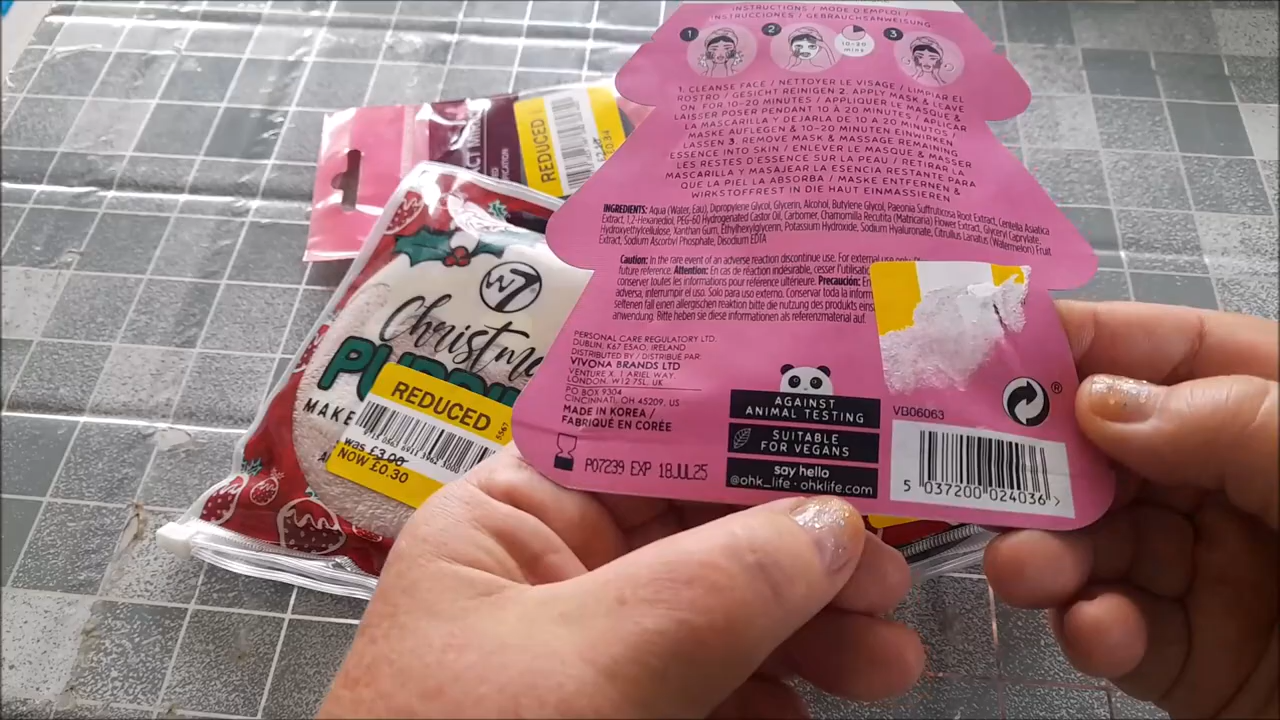 INSTRUCTIONS / MODE D'EMPLOI /
INSTRUCCIONES / GEBRAUCHSANWEISUNG:
1
2
10-20
mins
3
1. CLEANSE FACE / NETTOYER LE VISAGE / LIMPIAR EL
ROSTRO / GESICHT REINIGEN 2. APPLY MASK & LEAVE
ON FOR 10-20 MINUTES / APPLIQUER LE MASQUE &
LAISSER POSER PENDANT 10 À 20 MINUTES / APLICAR
LA MASCARILLA Y DEJARLA DE 10 A 20 MINUTOS /
MASKE AUFLEGEN & 10-20 MINUTEN EINWIRKEN
LASSEN 3. REMOVE MASK & MASSAGE REMAINING
ESSENCE INTO SKIN / ENLEVER LE MASQUE & MASSER
LES RESTES D'ESSENCE SUR LA PEAU / RETIRAR LA
MASCARILLA Y MASAJEAR LA ESENCIA RESTANTE PARA
QUE LA PIEL LA ABSORBA / MASKE ENTFERNEN &
WIRKSTOFFREST IN DIE HAUT EINMASSIEREN
INGREDIENTS: Aqua (Water, Eau), Dipropylene Glycol, Glycerin, Alcohol, Butylene Glycol, Paeonia Suffruticosa Root Extract, Centella Asiatica
Extract, 1,2-Hexanediol, PEG-60 Hydrogenated Castor Oil, Carbomer, Chamomilla Recutita (Matricaria) Flower Extract, Glyceryl Caprylate,
Hydroxyethylcellulose, Xanthan Gum, Ethylhexylglycerin, Potassium Hydroxide, Sodium Hyaluronate, Citrullus Lanatus (Watermelon) Fruit
Extract, Sodium Ascorbyl Phosphate, Disodium EDTA
Caution: In the rare event of an adverse reaction discontinue use. For external use only.
future reference. Attention: En cas de réaction indésirable, cesser l'utilisation
conserver toutes les informations pour référence ultérieure. Precaución: En
adversa, interrumpir el uso. Solo para uso externo. Conservar toda la inform
seltenen fall einen allergischen reaktion bitte die nutzung des produkts eins
anwendung. Bitte heben sie diese informationen als referenzmaterial auf.
PERSONAL CARE REGULATORY LTD.
DUBLIN, K67 E5A0, IRELAND
DISTRIBUTED BY / DISTRIBUÉ PAR:
VIVONA BRANDS LTD
VENTURE X, 1 ARIEL WAY,
LONDON, W12 7SL, UK
PO BOX 9304
CINCINNATI, OH 45209, US
MADE IN KOREA /
FABRIQUÉ EN CORÉE
P07239 EXP 18JUL25
AGAINST
ANIMAL TESTING
SUITABLE
FOR VEGANS
say hello
@ohk_life · ohklife.com
VB06063
®
5 037200 024036 >
REDUCED
£0.34
W7
Christm
PUDDI
MAKE
REDUCED
5567
was £3.00
NOW £0.30